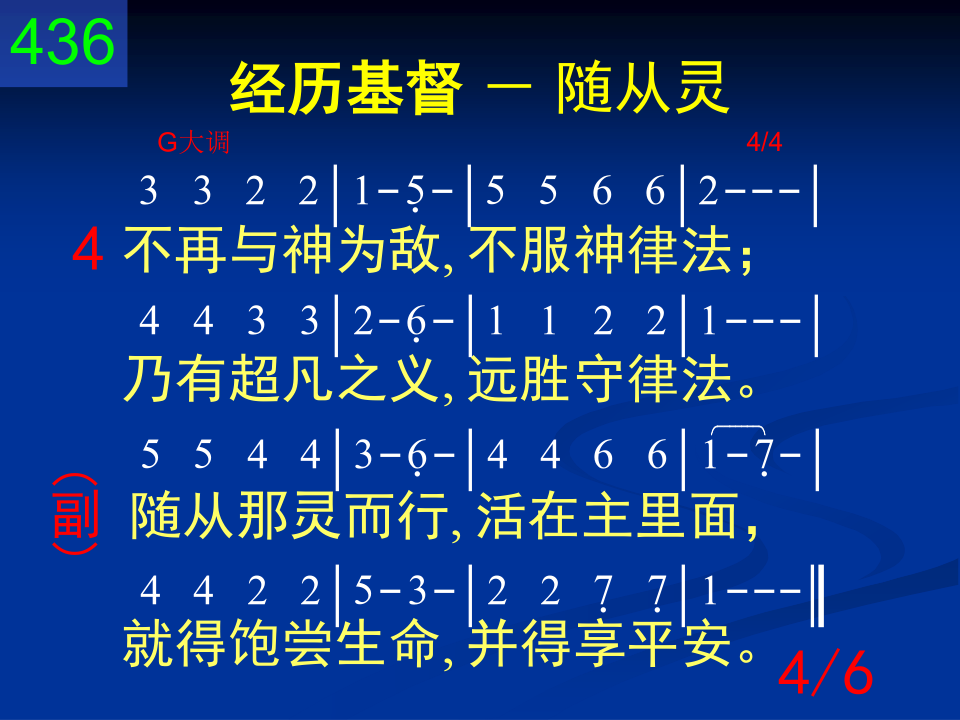 436
经历基督 － 随从灵
G大调 4/4
3 3 2 2|1-5̣-|5 5 6 6|2---|
4 不再与神为敌, 不服神律法；
4 4 3 3|2-6̣-|1 1 2 2|1---|
乃有超凡之义, 远胜守律法。
5 5 4 4|3-6̣-|4 4 6 6|1-7̣-|
（副） 随从那灵而行, 活在主里面，
4 4 2 2|5-3-|2 2 7̣ 7̣|1---‖
就得饱尝生命, 并得享平安。
4/6